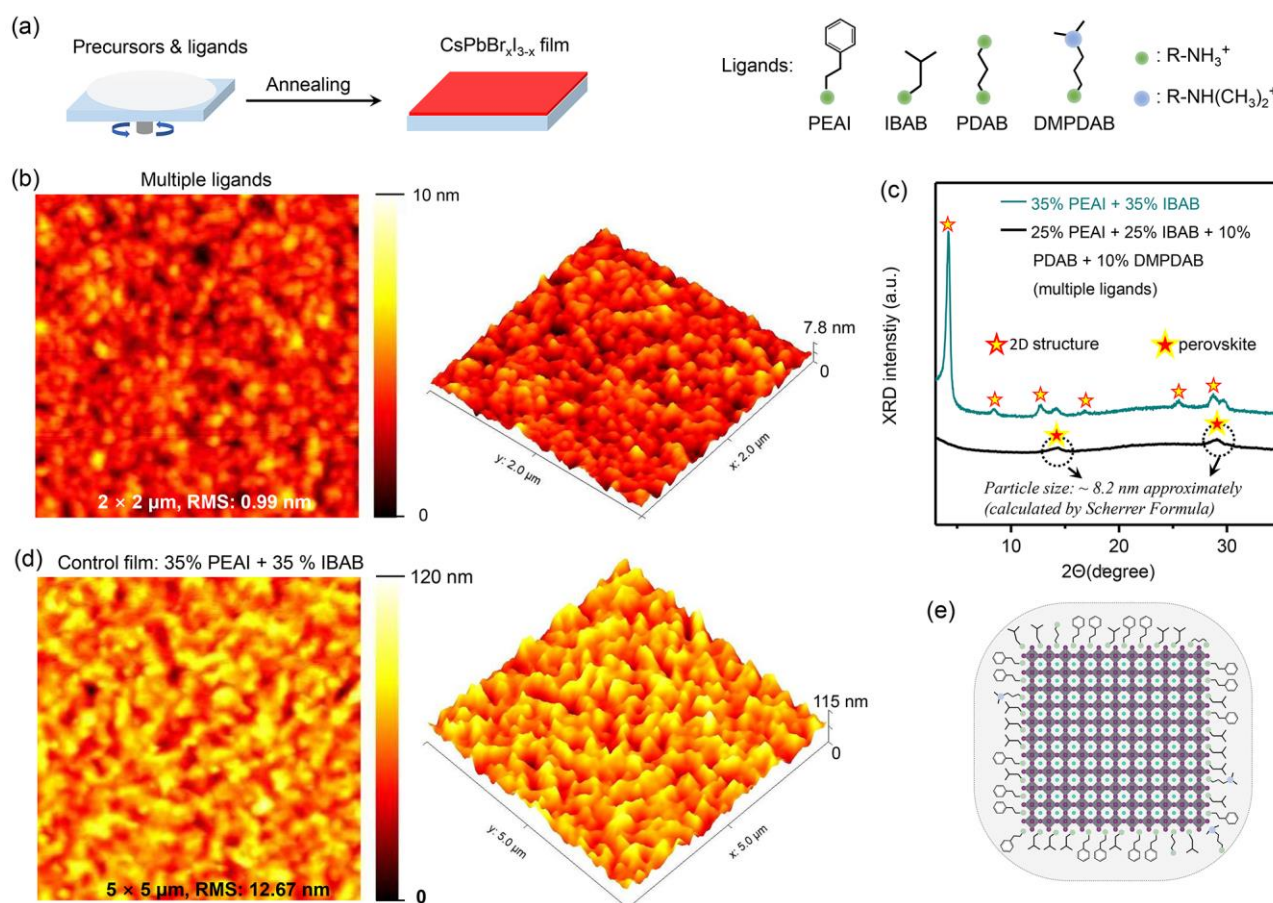 (a)
Precursors & ligands
Annealing
CsPbBrₓI₃₋ₓ film
Ligands:
PEAI
IBAB
PDAB
DMPDAB
: R-NH₃⁺
: R-NH(CH₃)₂⁺
(b)
Multiple ligands
10 nm
0
2 × 2 µm, RMS: 0.99 nm
7.8 nm
0
y: 2.0 µm
x: 2.0 µm
(c)
35% PEAI + 35% IBAB
25% PEAI + 25% IBAB + 10%
PDAB + 10% DMPDAB
(multiple ligands)
2D structure
perovskite
Particle size: ~ 8.2 nm approximately
(calculated by Scherrer Formula)
XRD intenstiy (a.u.)
10
20
30
2Θ(degree)
(d)
Control film: 35% PEAI + 35 % IBAB
120 nm
0
5 × 5 µm, RMS: 12.67 nm
115 nm
0
y: 5.0 µm
x: 5.0 µm
(e)